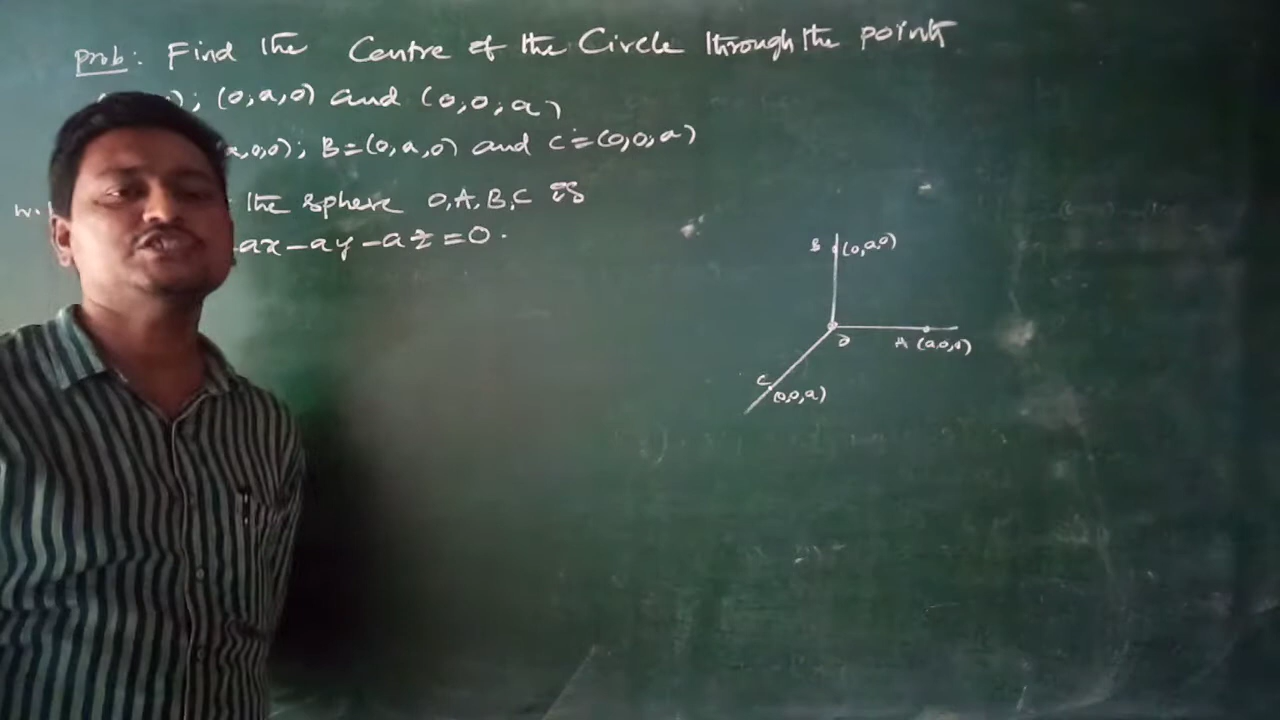 Prob: Find the Centre of the Circle through the points
); (0,a,0) and (0,0,a)
a,0,0); B=(0,a,0) and C=(0,0,a)
the sphere O,A,B,C is
ax-ay-az=0.
B (0,a,0)
O A (a,0,0)
C (0,0,a)